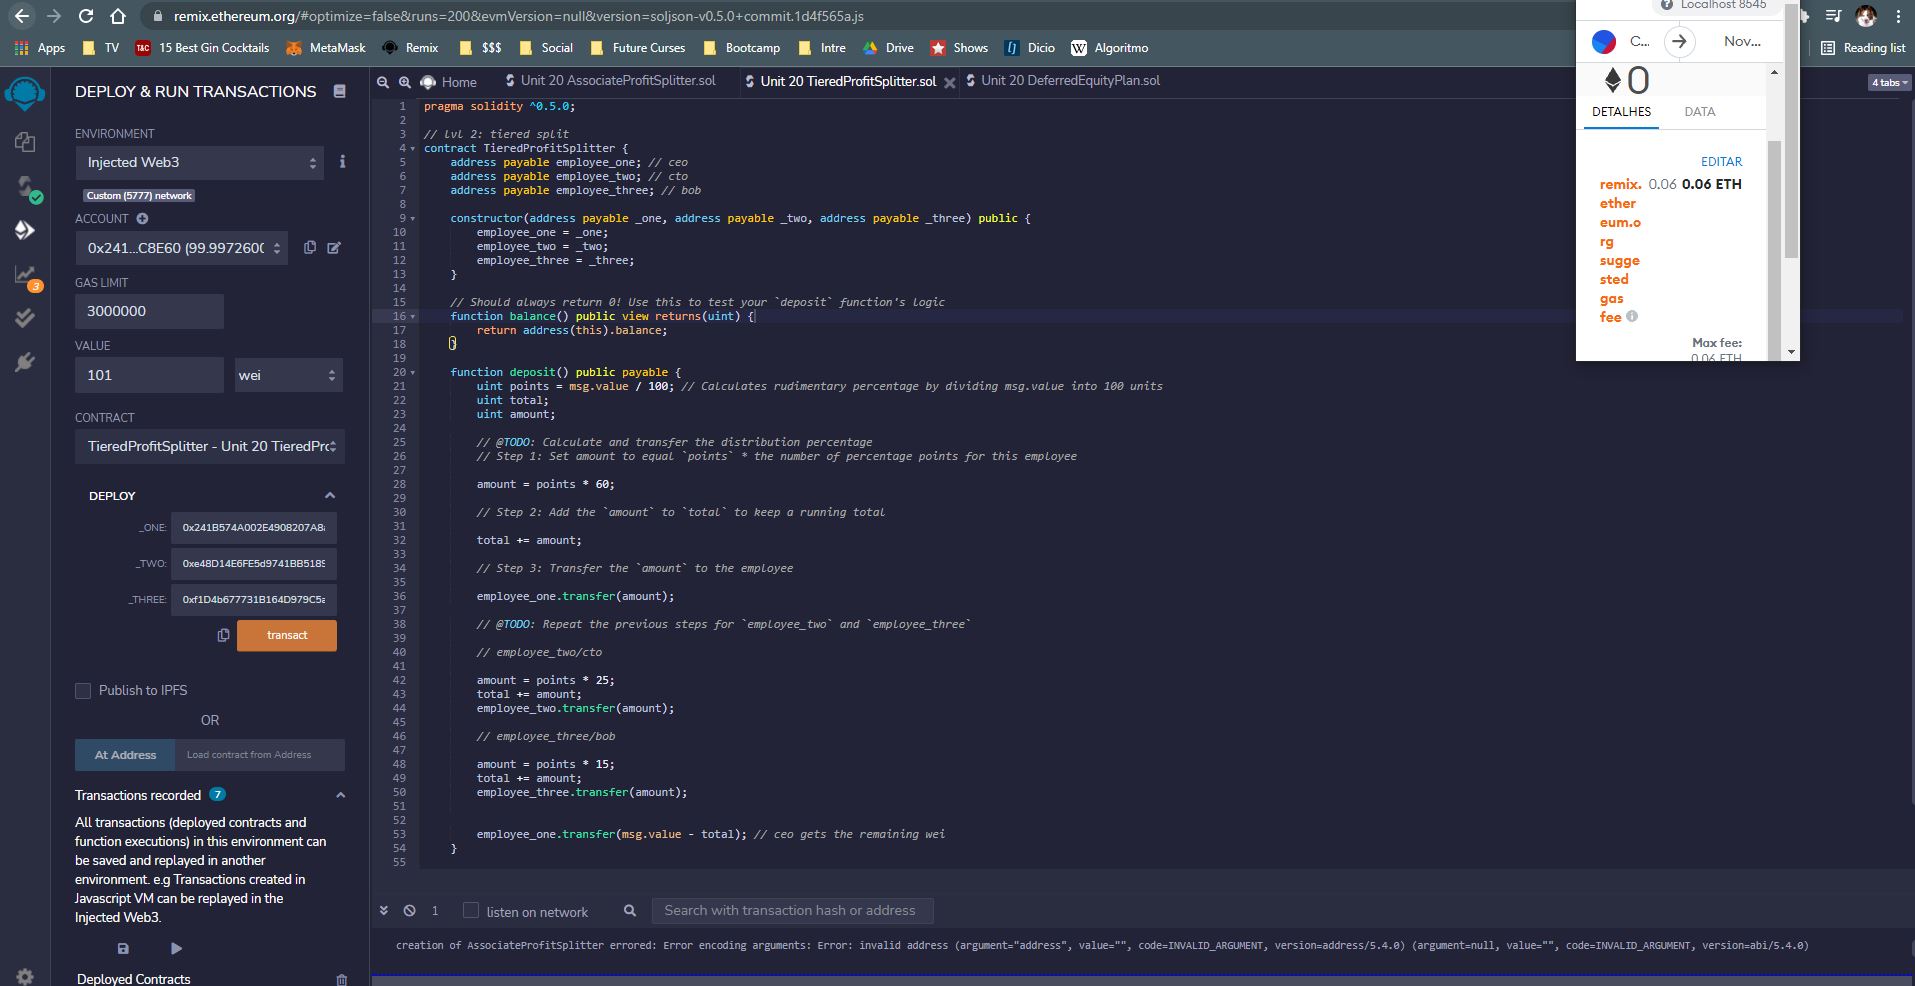 remix.ethereum.org/#optimize=false&runs=200&evmVersion=null&version=soljson-v0.5.0+commit.1d4f565a.js
Apps TV T&C 15 Best Gin Cocktails MetaMask Remix $$$ Social Future Curses Bootcamp Intre Drive Shows Dicio W Algoritmo Reading list
DEPLOY & RUN TRANSACTIONS
ENVIRONMENT
Injected Web3
Custom (5777) network
ACCOUNT
0x241...C8E60 (99.9972600
GAS LIMIT
3000000
VALUE
101 wei
CONTRACT
TieredProfitSplitter - Unit 20 TieredPro
DEPLOY
_ONE: 0x241B574A002E4908207A8
_TWO: 0xe48D14E6FE5d9741BB518
_THREE: 0xf1D4b677731B164D979C5
transact
Publish to IPFS
OR
At Address Load contract from Address
Transactions recorded 7
All transactions (deployed contracts and
function executions) in this environment can
be saved and replayed in another
environment. e.g Transactions created in
Javascript VM can be replayed in the
Injected Web3.
Deployed Contracts
3
Home Unit 20 AssociateProfitSplitter.sol Unit 20 TieredProfitSplitter.sol Unit 20 DeferredEquityPlan.sol 4 tabs
1 pragma solidity ^0.5.0;
2
3 // lvl 2: tiered split
4 contract TieredProfitSplitter {
5 address payable employee_one; // ceo
6 address payable employee_two; // cto
7 address payable employee_three; // bob
8
9 constructor(address payable _one, address payable _two, address payable _three) public {
10 employee_one = _one;
11 employee_two = _two;
12 employee_three = _three;
13 }
14
15 // Should always return 0! Use this to test your `deposit` function's logic
16 function balance() public view returns(uint) {
17 return address(this).balance;
18 }
19
20 function deposit() public payable {
21 uint points = msg.value / 100; // Calculates rudimentary percentage by dividing msg.value into 100 units
22 uint total;
23 uint amount;
24
25 // @TODO: Calculate and transfer the distribution percentage
26 // Step 1: Set amount to equal `points` * the number of percentage points for this employee
27
28 amount = points * 60;
29
30 // Step 2: Add the `amount` to `total` to keep a running total
31
32 total += amount;
33
34 // Step 3: Transfer the `amount` to the employee
35
36 employee_one.transfer(amount);
37
38 // @TODO: Repeat the previous steps for `employee_two` and `employee_three`
39
40 // employee_two/cto
41
42 amount = points * 25;
43 total += amount;
44 employee_two.transfer(amount);
45
46 // employee_three/bob
47
48 amount = points * 15;
49 total += amount;
50 employee_three.transfer(amount);
51
52
53 employee_one.transfer(msg.value - total); // ceo gets the remaining wei
54 }
55
1 listen on network Search with transaction hash or address
creation of AssociateProfitSplitter errored: Error encoding arguments: Error: invalid address (argument="address", value="", code=INVALID_ARGUMENT, version=address/5.4.0) (argument=null, value="", code=INVALID_ARGUMENT, version=abi/5.4.0)
Localhost 8545
C... Nov...
0
DETALHES DATA
EDITAR
remix. 0.06 0.06 ETH
ether
eum.o
rg
sugge
sted
gas
fee
Max fee:
0.06 ETH